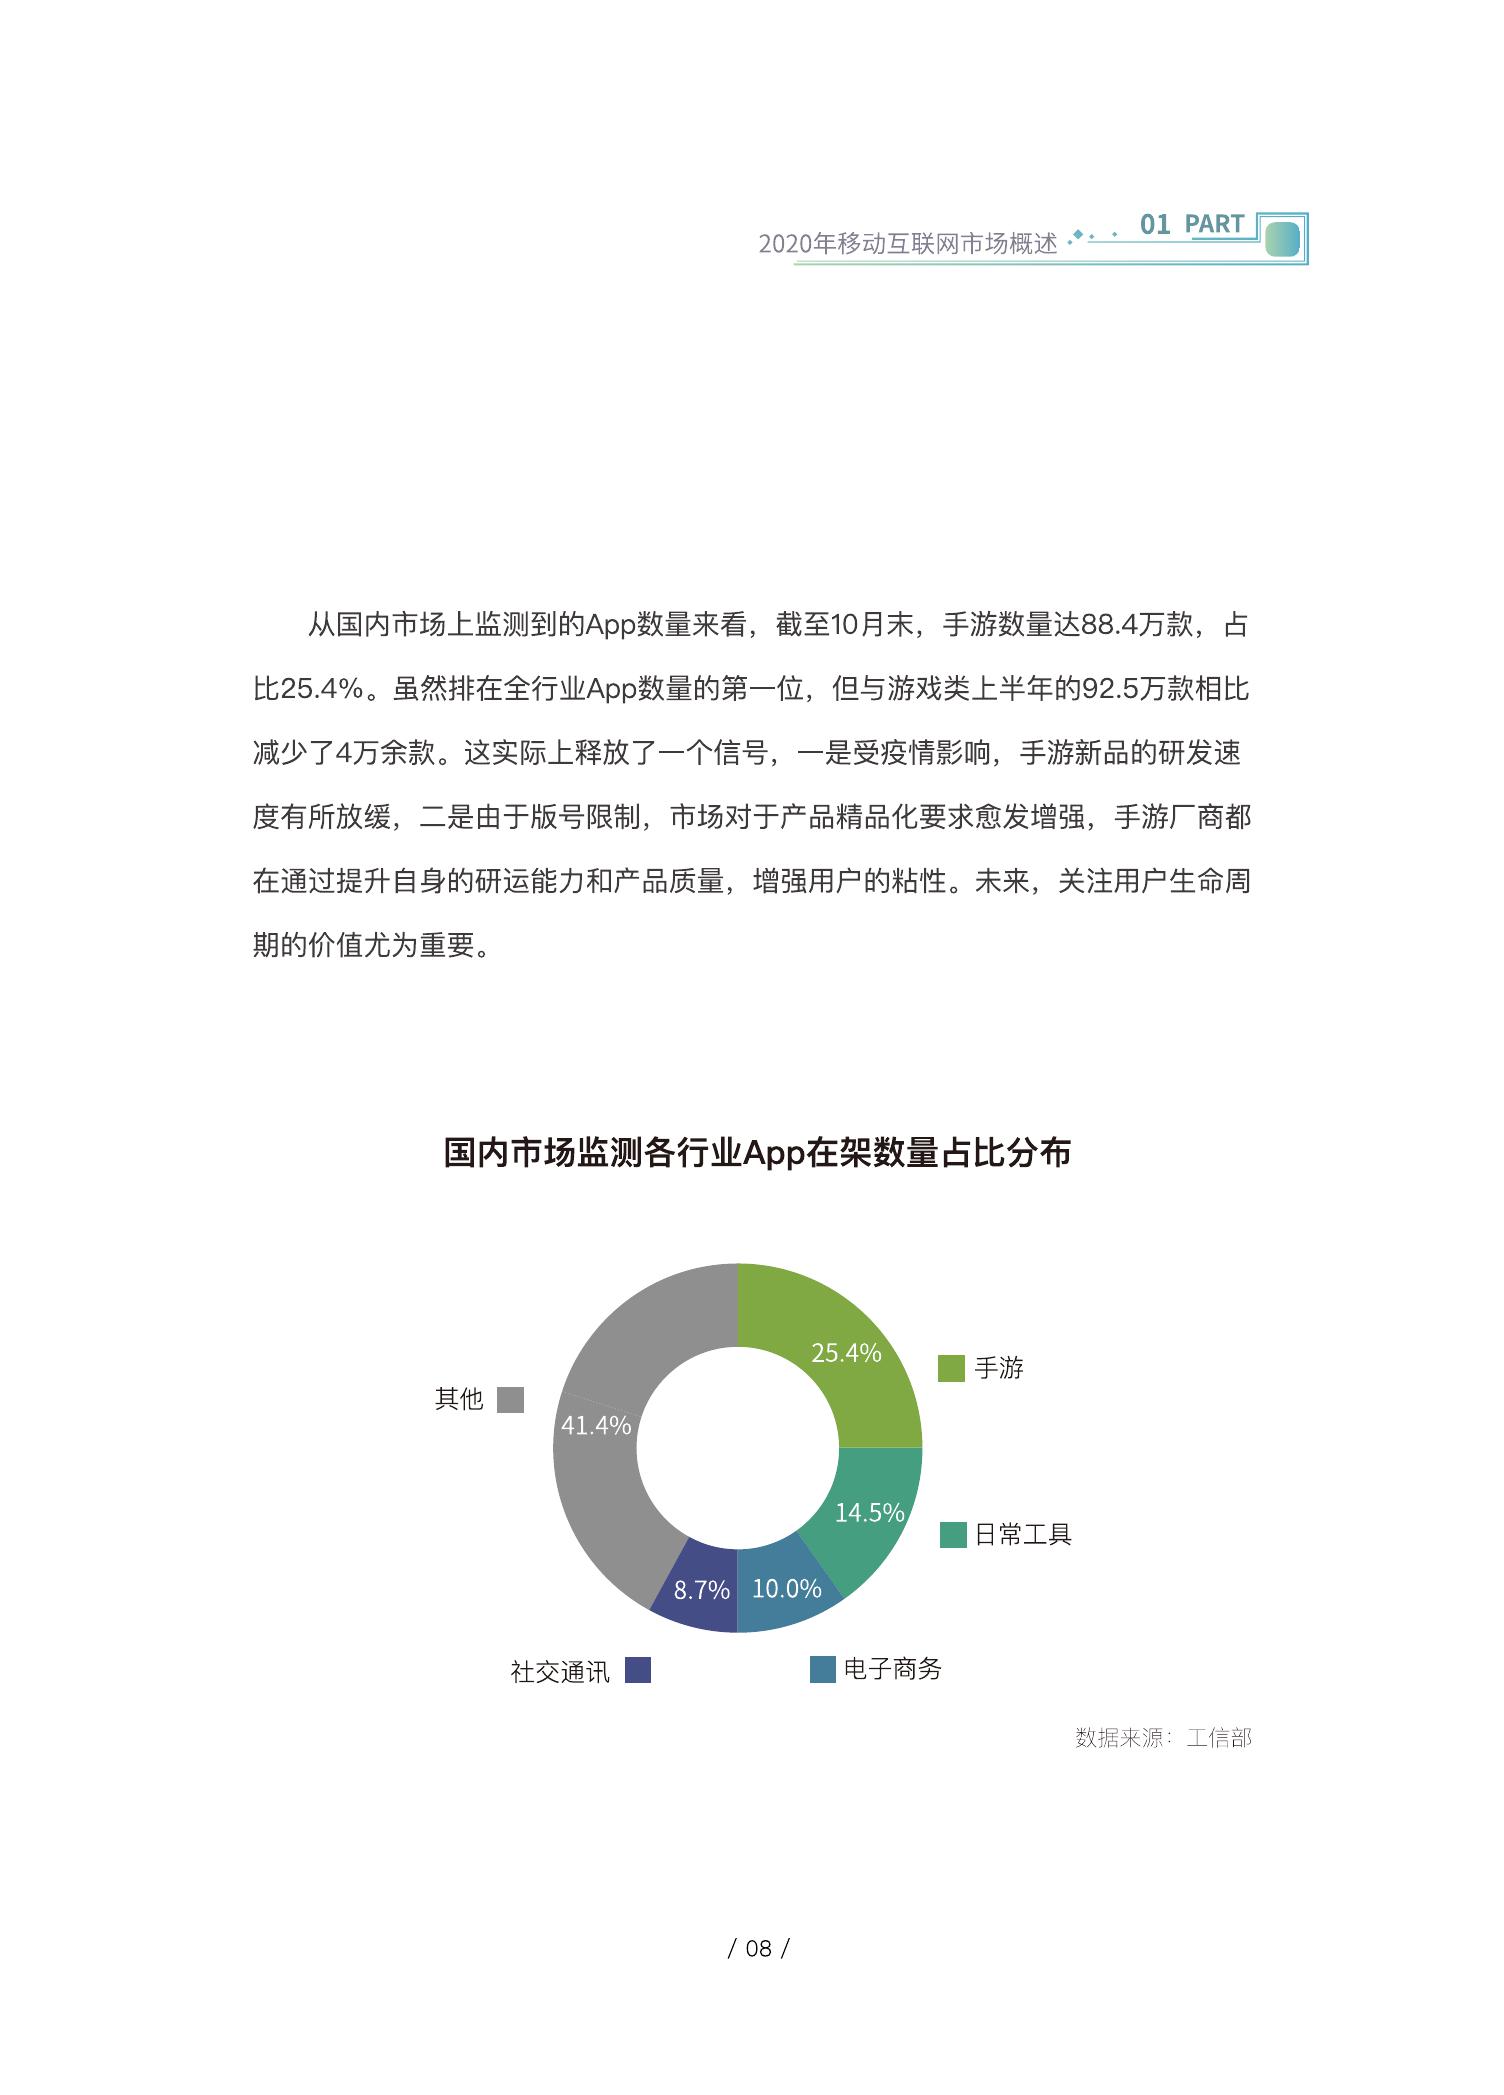 2020年移动互联网市场概述
01 PART
从国内市场上监测到的App数量来看，截至10月末，手游数量达88.4万款，占
比25.4%。虽然排在全行业App数量的第一位，但与游戏类上半年的92.5万款相比
减少了4万余款。这实际上释放了一个信号，一是受疫情影响，手游新品的研发速
度有所放缓，二是由于版号限制，市场对于产品精品化要求愈发增强，手游厂商都
在通过提升自身的研运能力和产品质量，增强用户的粘性。未来，关注用户生命周
期的价值尤为重要。
国内市场监测各行业App在架数量占比分布
25.4%
手游
其他
41.4%
14.5%
日常工具
8.7%
10.0%
社交通讯
电子商务
数据来源：工信部
/ 08 /